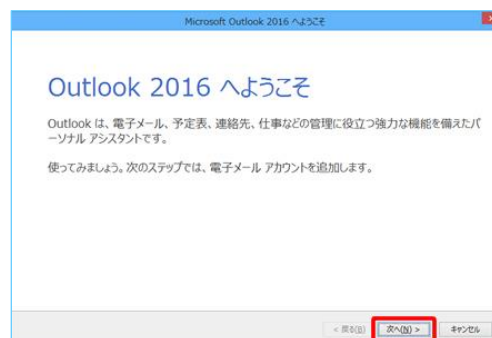 Microsoft Outlook 2016 へようこそ
Outlook 2016 へようこそ
Outlook は、電子メール、予定表、連絡先、仕事などの管理に役立つ強力な機能を備えたパ
ーソナル アシスタントです。
使ってみましょう。次のステップでは、電子メール アカウントを追加します。
< 戻る(B) 次へ(N) > キャンセル